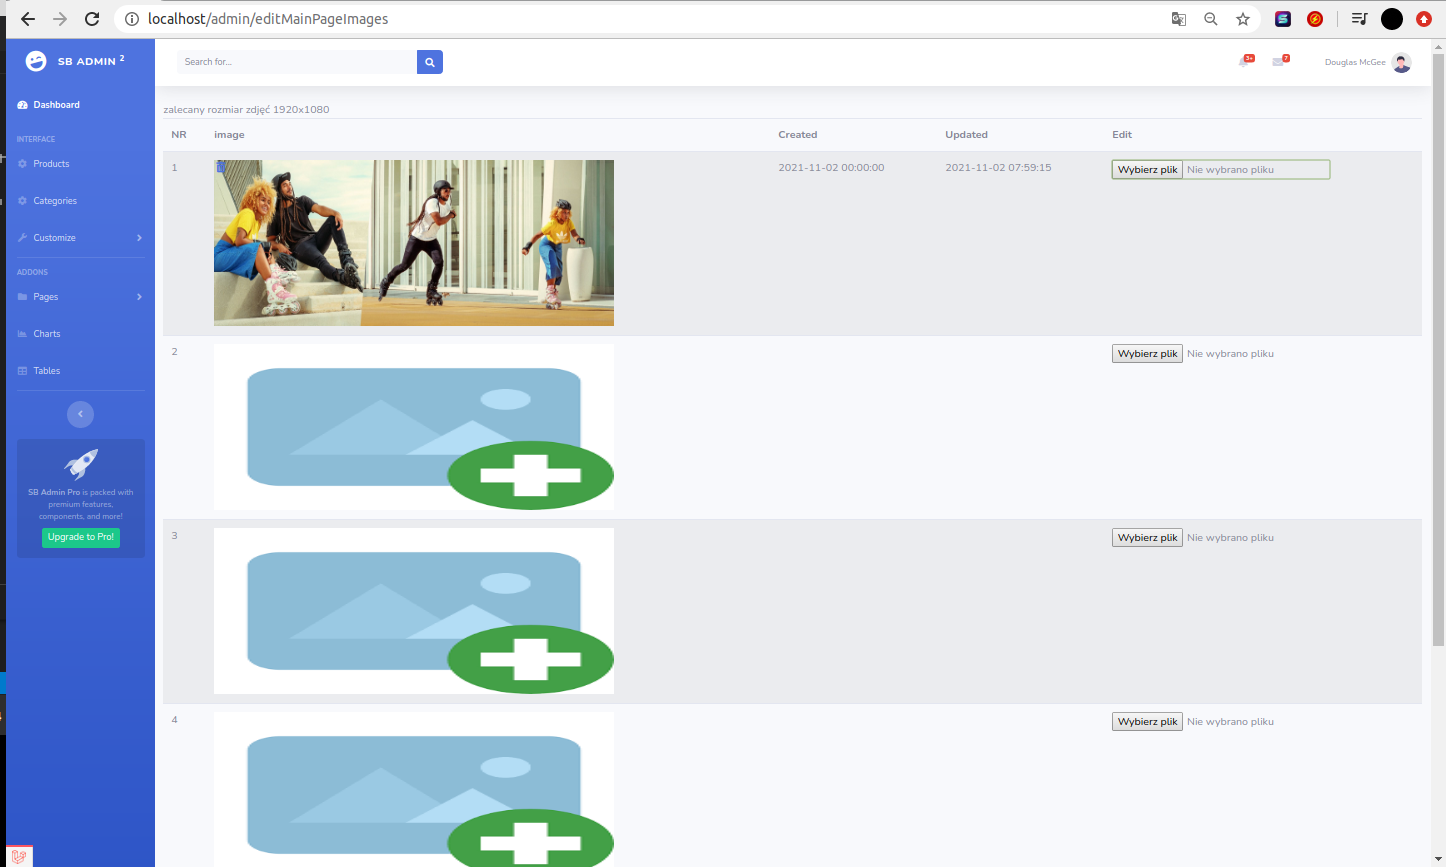 localhost/admin/editMainPageImages
SB ADMIN 2
Search for...
3+
7
Douglas McGee
Dashboard
INTERFACE
Products
Categories
Customize
ADDONS
Pages
Charts
Tables
SB Admin Pro is packed with
premium features,
components, and more!
Upgrade to Pro!
zalecany rozmiar zdjęć 1920x1080
NR image Created Updated Edit
1 2021-11-02 00:00:00 2021-11-02 07:59:15 Wybierz plik Nie wybrano pliku
2 Wybierz plik Nie wybrano pliku
3 Wybierz plik Nie wybrano pliku
4 Wybierz plik Nie wybrano pliku